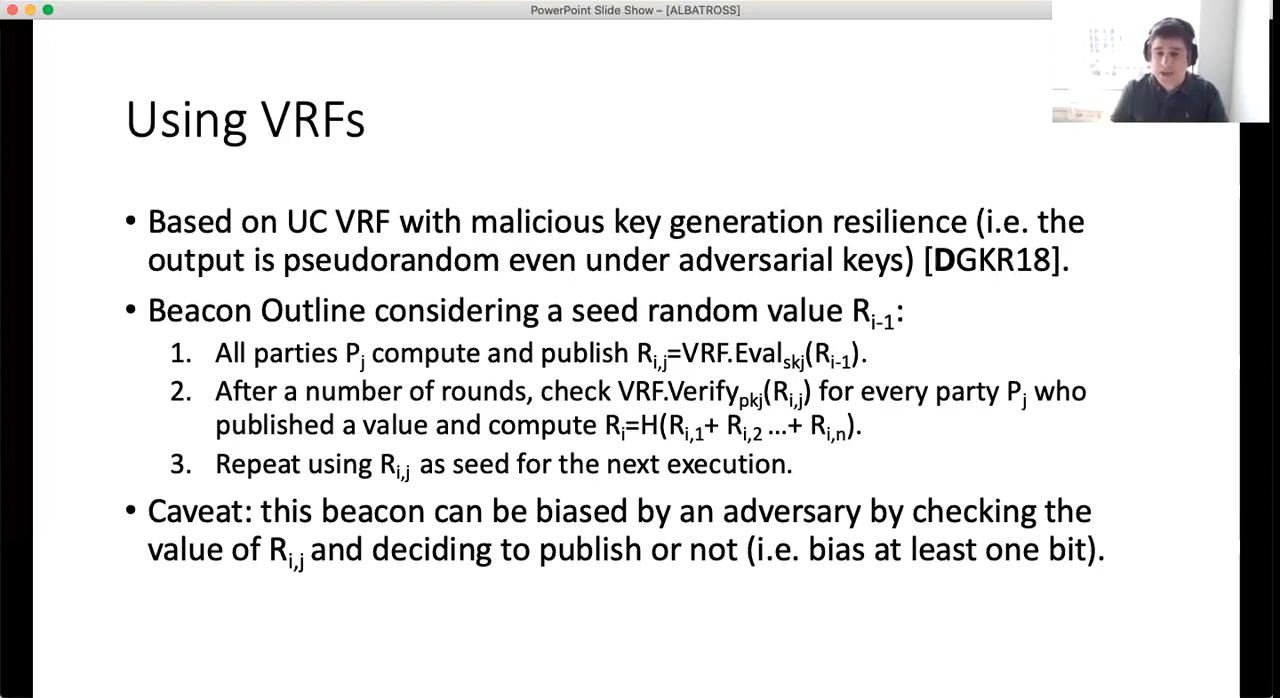 PowerPoint Slide Show – [ALBATROSS]
Using VRFs
• Based on UC VRF with malicious key generation resilience (i.e. the
output is pseudorandom even under adversarial keys) [DGKR18].
• Beacon Outline considering a seed random value Ri-1:
1. All parties Pj compute and publish Ri,j=VRF.Evalskj(Ri-1).
2. After a number of rounds, check VRF.Verifypkj(Ri,j) for every party Pj who
published a value and compute Ri=H(Ri,1+ Ri,2 ...+ Ri,n).
3. Repeat using Ri,j as seed for the next execution.
• Caveat: this beacon can be biased by an adversary by checking the
value of Ri,j and deciding to publish or not (i.e. bias at least one bit).